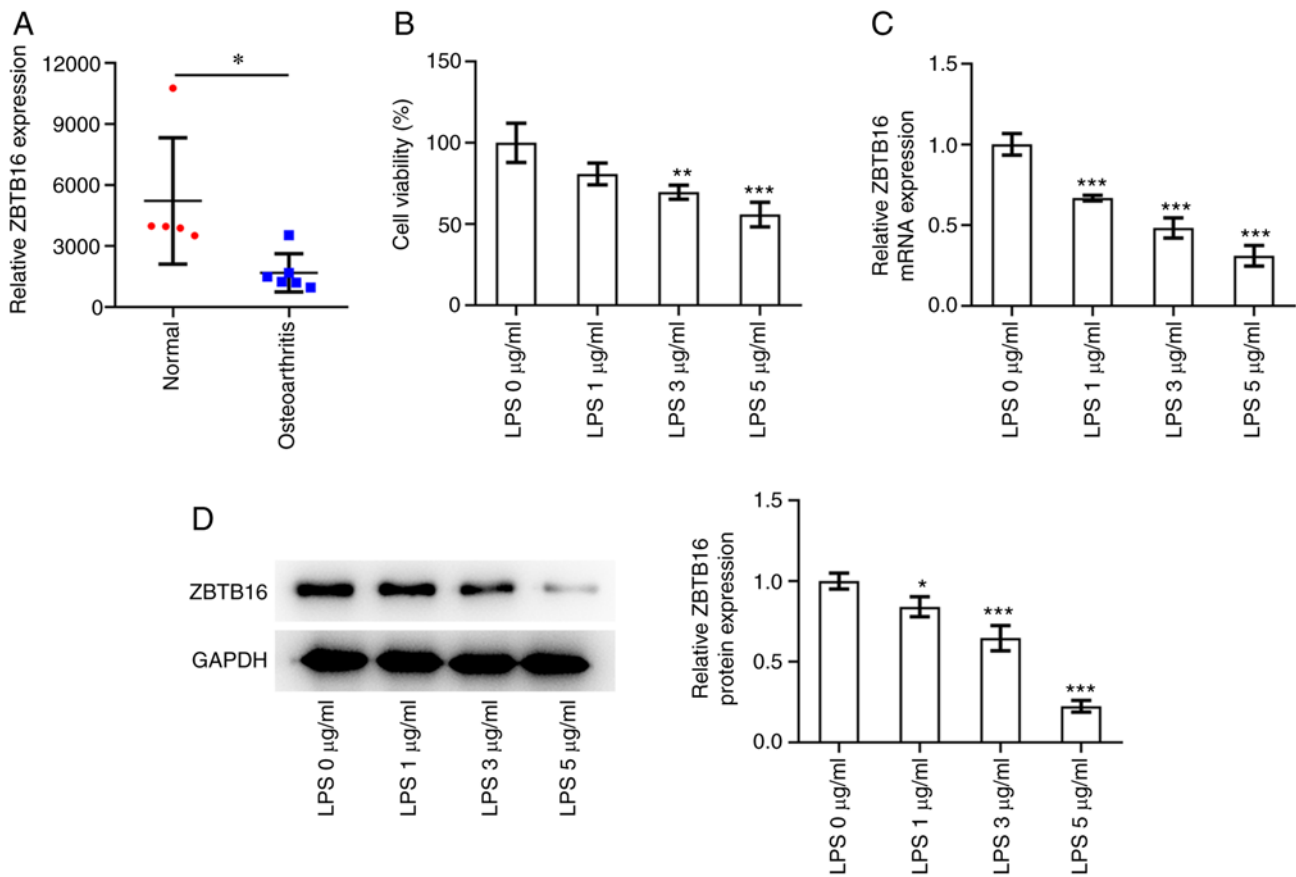 A
Relative ZBTB16 expression
12000
9000
6000
3000
0
*
Normal
Osteoarthritis
B
Cell viability (%)
150
100
50
0
**
***
LPS 0 μg/ml
LPS 1 μg/ml
LPS 3 μg/ml
LPS 5 μg/ml
C
Relative ZBTB16
mRNA expression
1.5
1.0
0.5
0.0
***
***
***
LPS 0 μg/ml
LPS 1 μg/ml
LPS 3 μg/ml
LPS 5 μg/ml
D
ZBTB16
GAPDH
LPS 0 μg/ml
LPS 1 μg/ml
LPS 3 μg/ml
LPS 5 μg/ml
Relative ZBTB16
protein expression
1.5
1.0
0.5
0.0
*
***
***
LPS 0 μg/ml
LPS 1 μg/ml
LPS 3 μg/ml
LPS 5 μg/ml